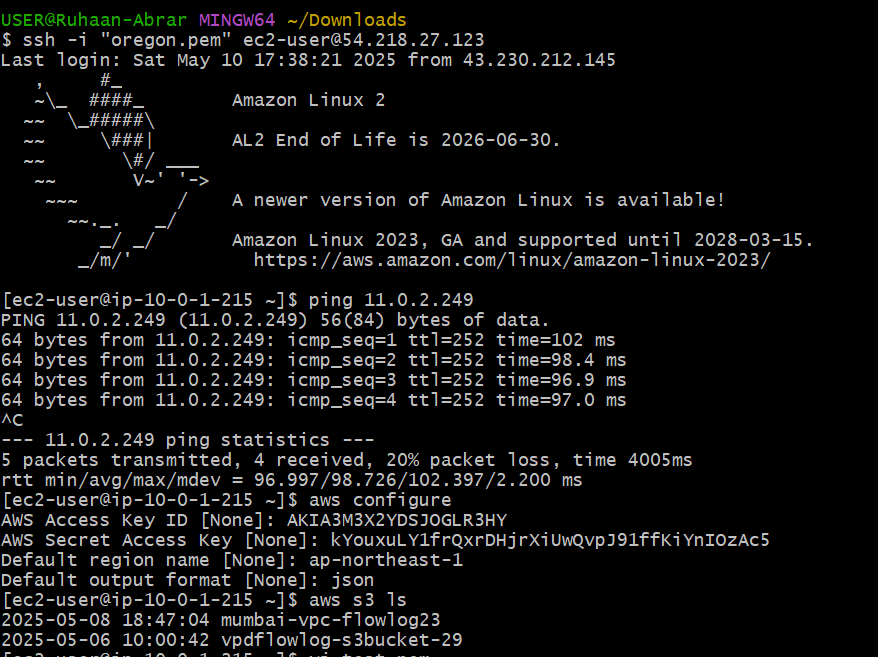 USER@Ruhaan-Abrar MINGW64 ~/Downloads
$ ssh -i "oregon.pem" ec2-user@54.218.27.123
Last login: Sat May 10 17:38:21 2025 from 43.230.212.145
   ,     #_
   ~\_  ####_        Amazon Linux 2
  ~~  \_#####\
  ~~     \###|       AL2 End of Life is 2026-06-30.
  ~~       \#/ ___
   ~~       V~' '->
    ~~~         /    A newer version of Amazon Linux is available!
      ~~._.   _/
         _/ _/       Amazon Linux 2023, GA and supported until 2028-03-15.
       _/m/'           https://aws.amazon.com/linux/amazon-linux-2023/
[ec2-user@ip-10-0-1-215 ~]$ ping 11.0.2.249
PING 11.0.2.249 (11.0.2.249) 56(84) bytes of data.
64 bytes from 11.0.2.249: icmp_seq=1 ttl=252 time=102 ms
64 bytes from 11.0.2.249: icmp_seq=2 ttl=252 time=98.4 ms
64 bytes from 11.0.2.249: icmp_seq=3 ttl=252 time=96.9 ms
64 bytes from 11.0.2.249: icmp_seq=4 ttl=252 time=97.0 ms
^C
--- 11.0.2.249 ping statistics ---
5 packets transmitted, 4 received, 20% packet loss, time 4005ms
rtt min/avg/max/mdev = 96.997/98.726/102.397/2.200 ms
[ec2-user@ip-10-0-1-215 ~]$ aws configure
AWS Access Key ID [None]: AKIA3M3X2YDSJOGLR3HY
AWS Secret Access Key [None]: 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
Default region name [None]: ap-northeast-1
Default output format [None]: json
[ec2-user@ip-10-0-1-215 ~]$ aws s3 ls
2025-05-08 18:47:04 mumbai-vpc-flowlog23
2025-05-06 10:00:42 vpdflowlog-s3bucket-29